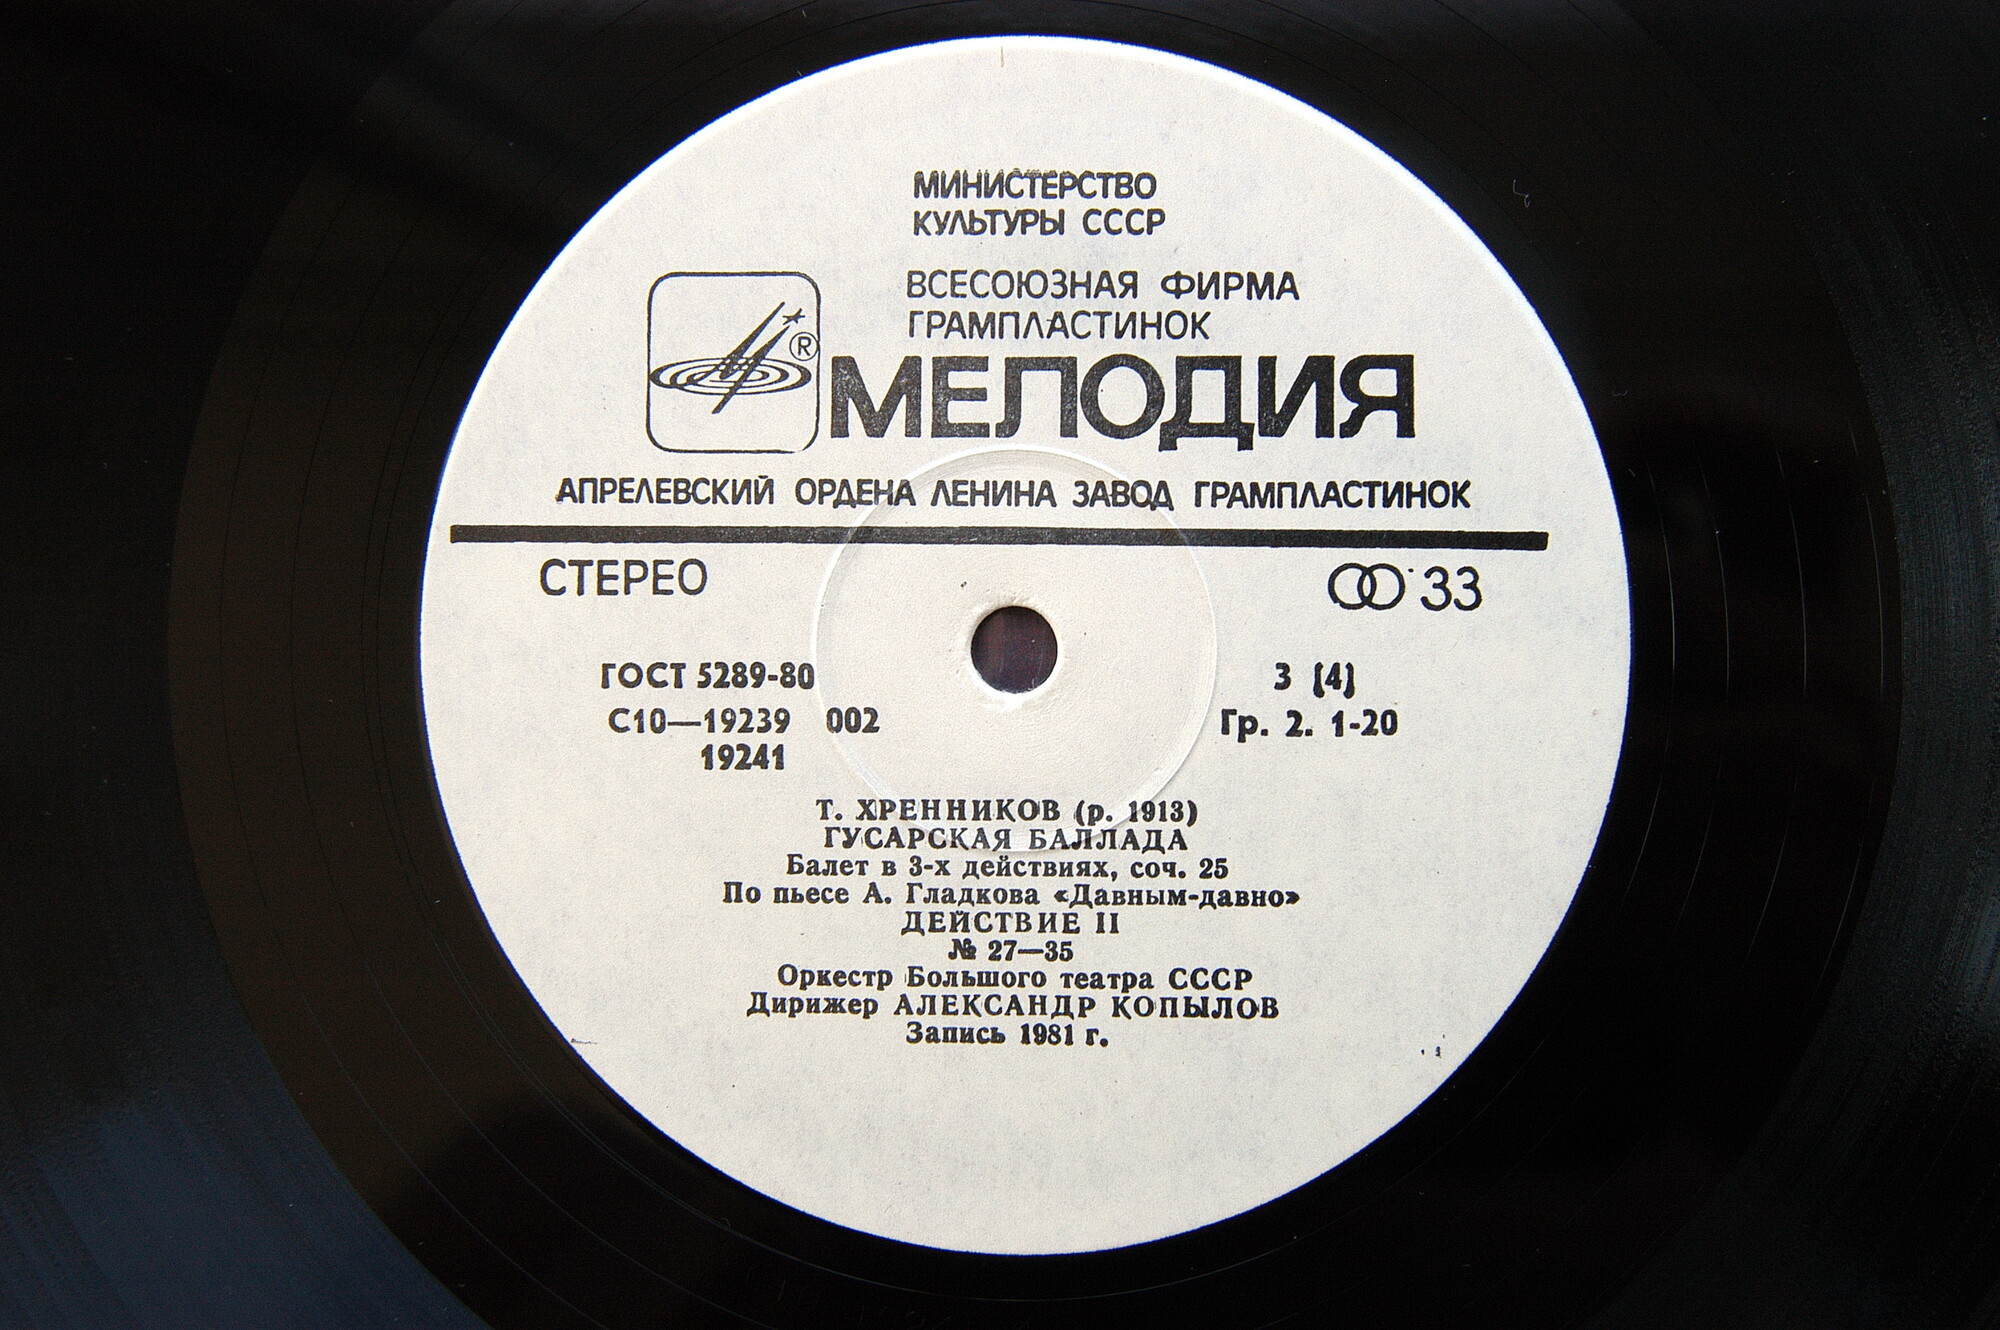 МИНИСТЕРСТВО
КУЛЬТУРЫ СССР
ВСЕСОЮЗНАЯ ФИРМА
ГРАМПЛАСТИНОК
®
МЕЛОДИЯ
АПРЕЛЕВСКИЙ ОРДЕНА ЛЕНИНА ЗАВОД ГРАМПЛАСТИНОК
СТЕРЕО
33
ГОСТ 5289-80
3 (4)
С10—19239 002
Гр. 2. 1-20
19241
Т. ХРЕННИКОВ (р. 1913)
ГУСАРСКАЯ БАЛЛАДА
Балет в 3-х действиях, соч. 25
По пьесе А. Гладкова «Давным-давно»
ДЕЙСТВИЕ II
№ 27—35
Оркестр Большого театра СССР
Дирижер АЛЕКСАНДР КОПЫЛОВ
Запись 1981 г.